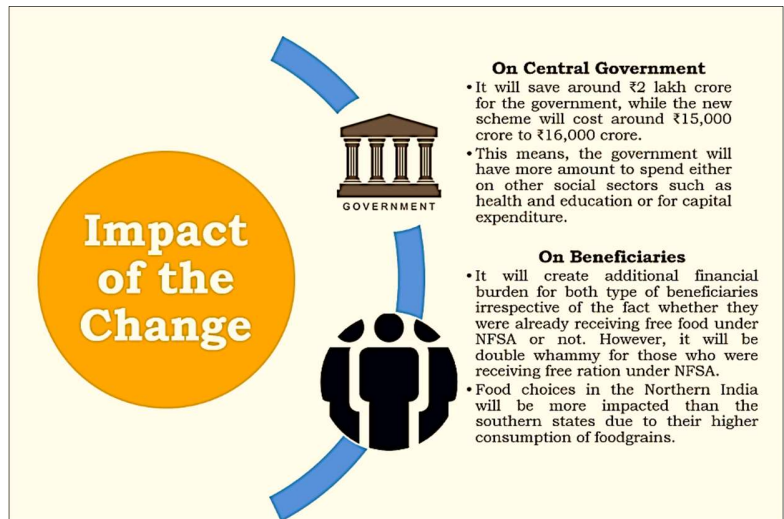 Impact
of the
Change
GOVERNMENT
On Central Government
• It will save around ₹2 lakh crore
for the government, while the new
scheme will cost around ₹15,000
crore to ₹16,000 crore.
• This means, the government will
have more amount to spend either
on other social sectors such as
health and education or for capital
expenditure.
On Beneficiaries
• It will create additional financial
burden for both type of beneficiaries
irrespective of the fact whether they
were already receiving free food under
NFSA or not. However, it will be
double whammy for those who were
receiving free ration under NFSA.
• Food choices in the Northern India
will be more impacted than the
southern states due to their higher
consumption of foodgrains.